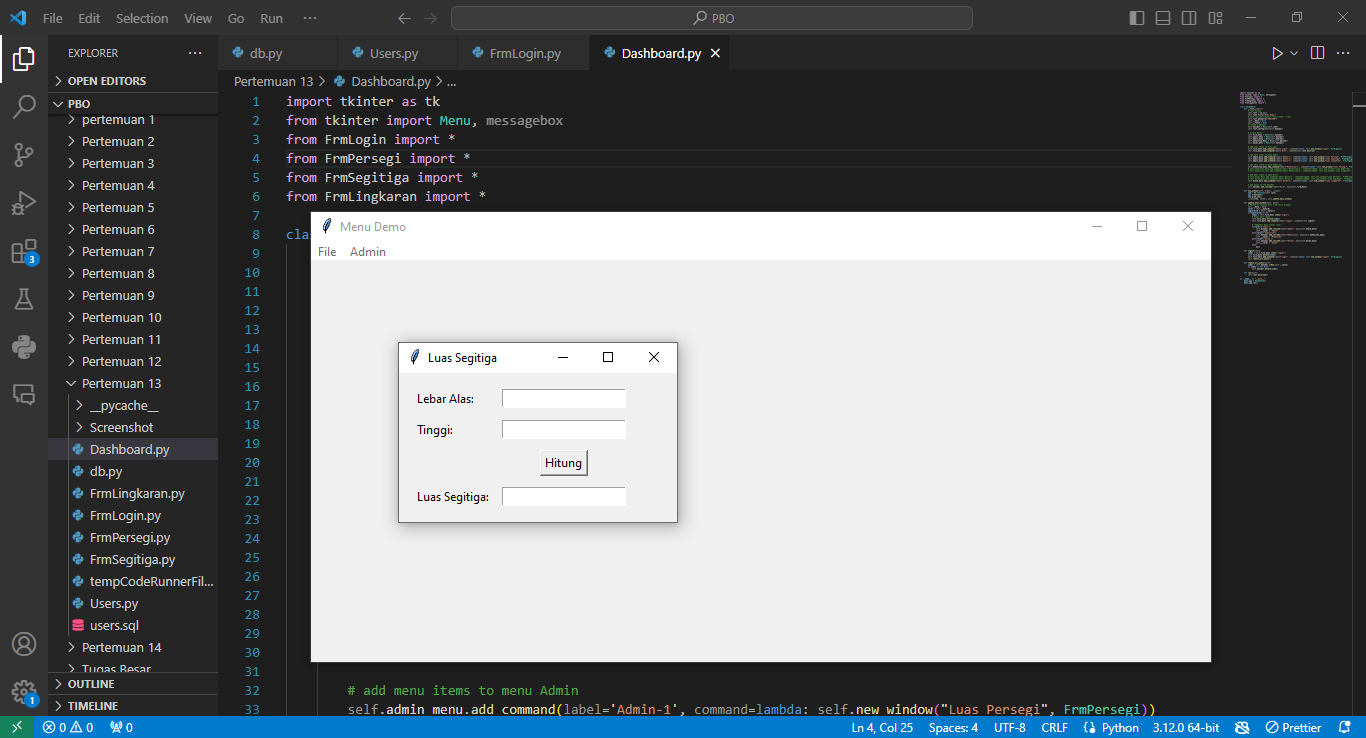 File Edit Selection View Go Run ··· PBO
EXPLORER ···
OPEN EDITORS
PBO
pertemuan 1
Pertemuan 2
Pertemuan 3
Pertemuan 4
Pertemuan 5
Pertemuan 6
Pertemuan 7
Pertemuan 8
Pertemuan 9
Pertemuan 10
Pertemuan 11
Pertemuan 12
Pertemuan 13
__pycache__
Screenshot
Dashboard.py
db.py
FrmLingkaran.py
FrmLogin.py
FrmPersegi.py
FrmSegitiga.py
tempCodeRunnerFil...
Users.py
users.sql
Pertemuan 14
Tugas Besar
OUTLINE
TIMELINE
3
1
db.py Users.py FrmLogin.py Dashboard.py
Pertemuan 13 > Dashboard.py > ...
1 import tkinter as tk
2 from tkinter import Menu, messagebox
3 from FrmLogin import *
4 from FrmPersegi import *
5 from FrmSegitiga import *
6 from FrmLingkaran import *
7
8 clas
9
10
11
12
13
14
15
16
17
18
19
20
21
22
23
24
25
26
27
28
29
30
31
32 # add menu items to menu Admin
33 self.admin_menu.add_command(label='Admin-1', command=lambda: self.new_window("Luas Persegi", FrmPersegi))
Menu Demo
File Admin
Luas Segitiga
Lebar Alas:
Tinggi:
Hitung
Luas Segitiga:
0 0 0 Ln 4, Col 25 Spaces: 4 UTF-8 CRLF Python 3.12.0 64-bit Prettier